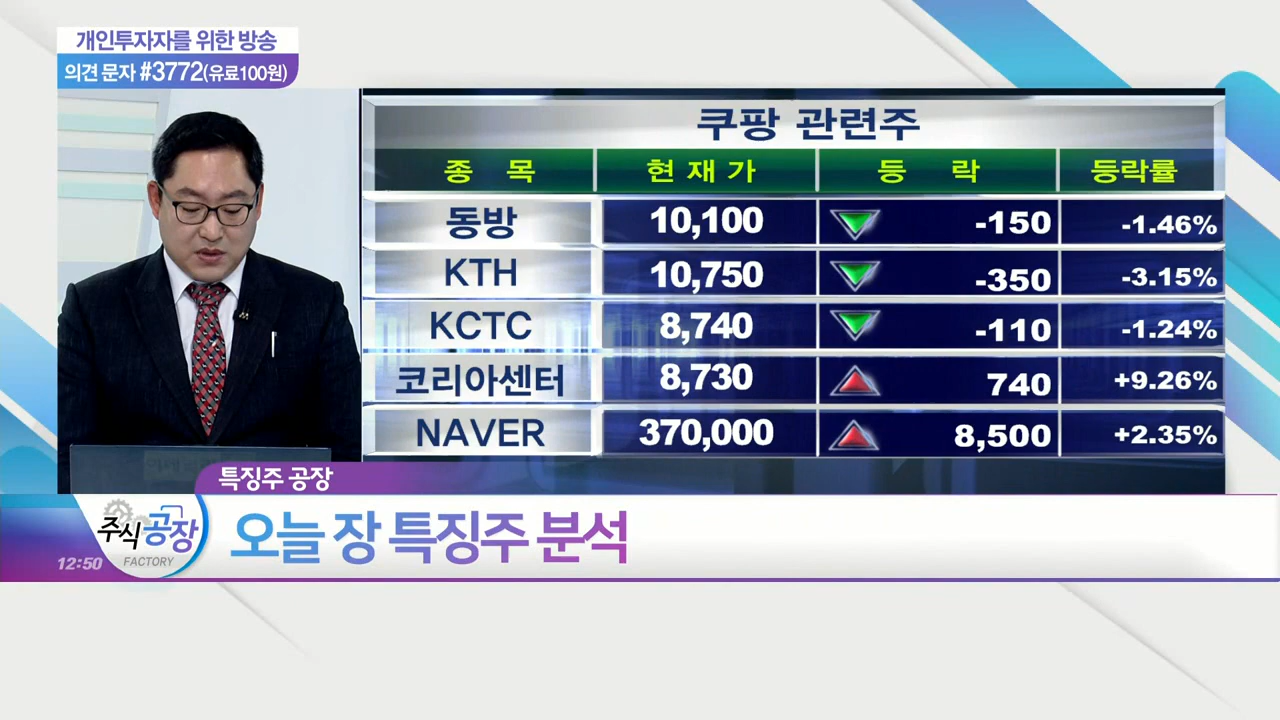 개인투자자를 위한 방송
의견 문자 #3772(유료100원)
쿠팡 관련주
종 목 현 재 가 등 락 등락률
동방 10,100 -150 -1.46%
KTH 10,750 -350 -3.15%
KCTC 8,740 -110 -1.24%
코리아센터 8,730 740 +9.26%
NAVER 370,000 8,500 +2.35%
특징주 공장
주식공장
FACTORY
12:50
오늘 장 특징주 분석